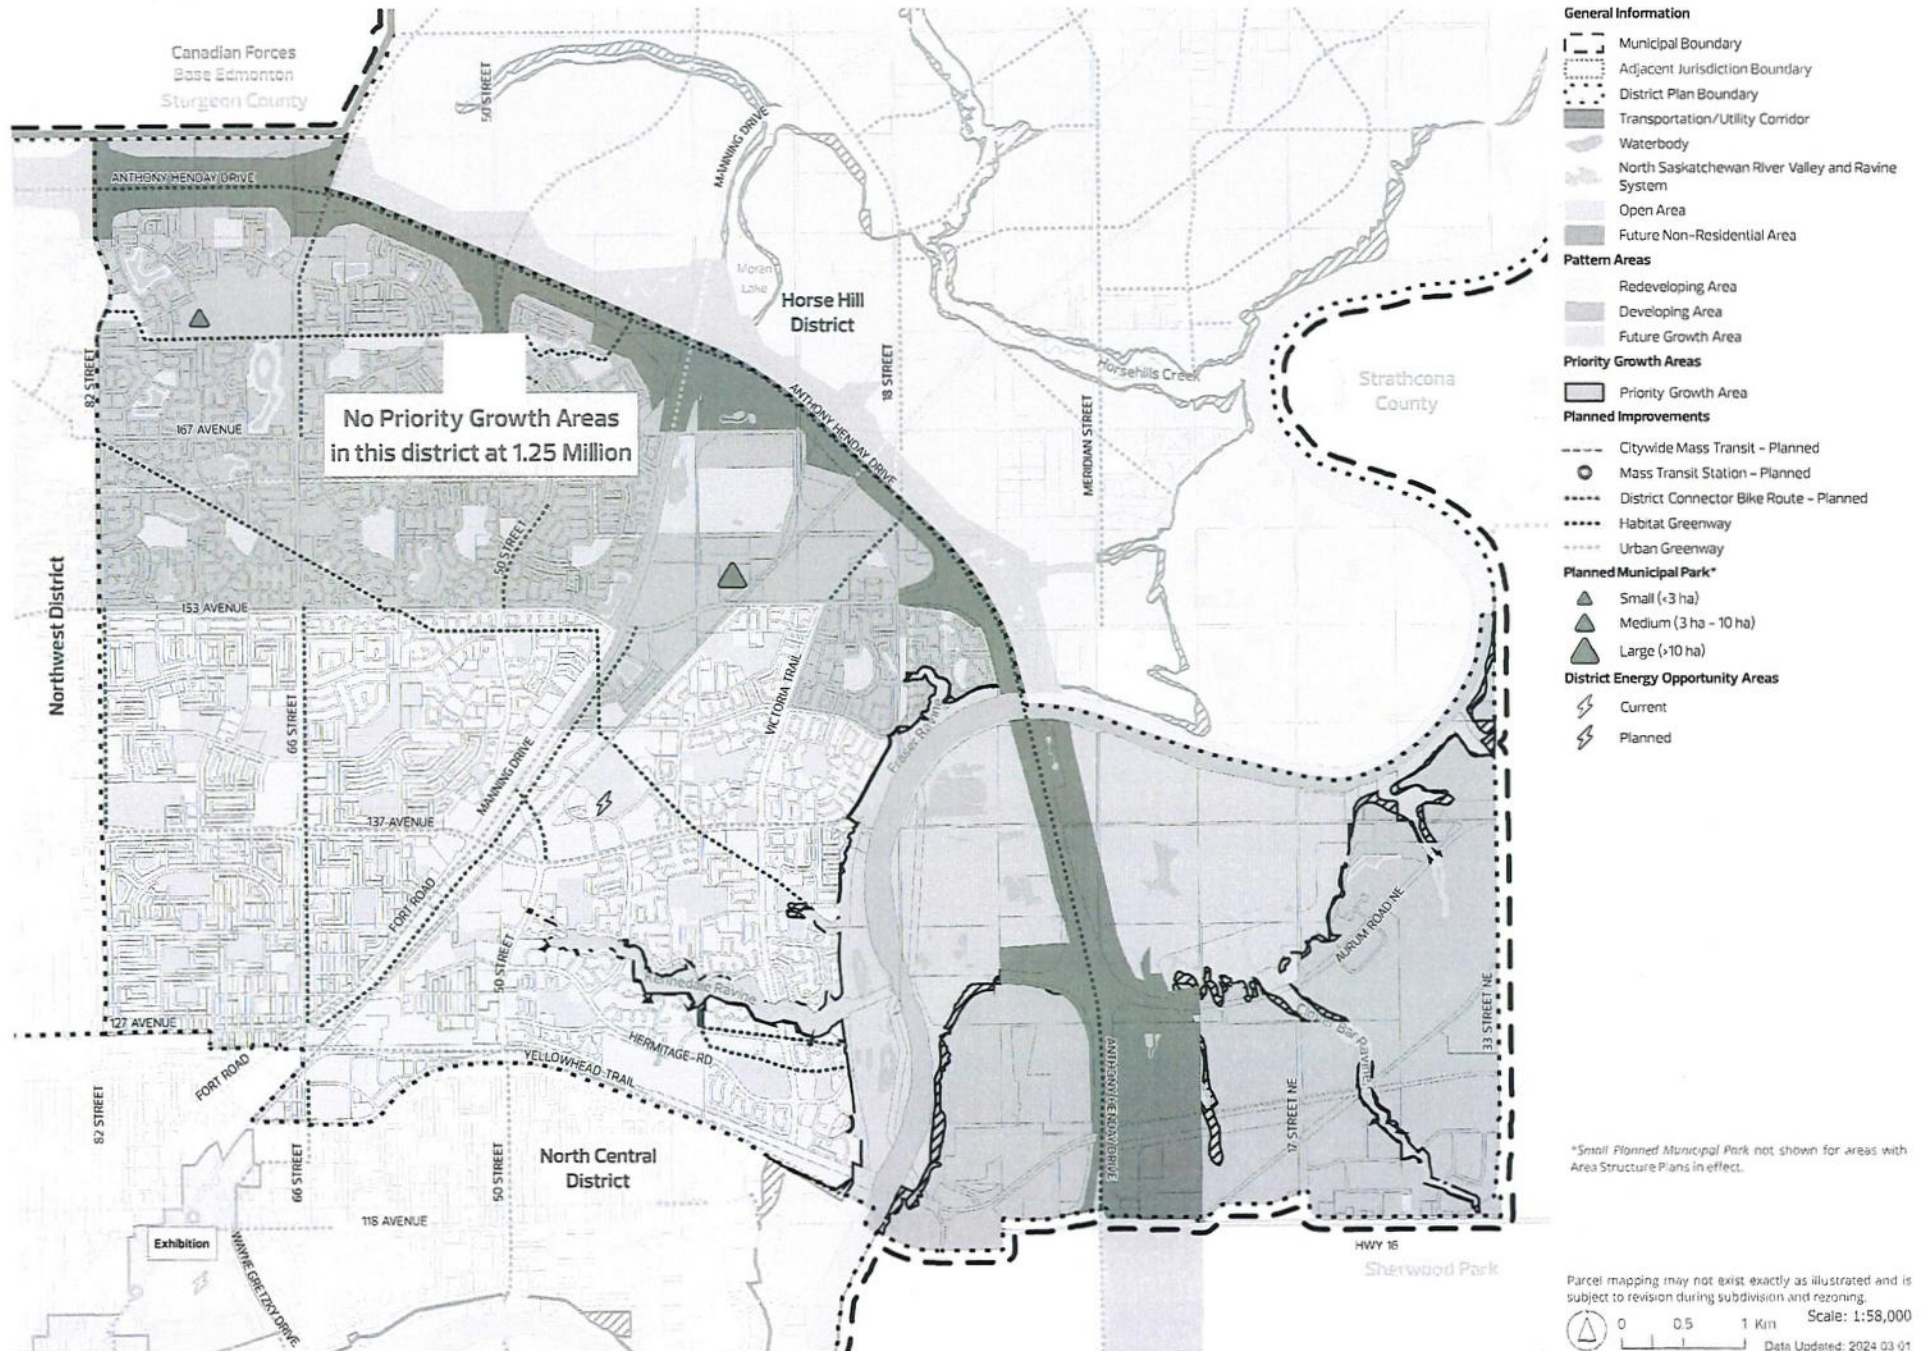 Canadian Forces
Base Edmonton
Sturgeon County
50 STREET
MANNING DRIVE
ANTHONY HENDAY DRIVE
Moran
Lake
Horse Hill
District
82 STREET
18 STREET
Horsehills Creek
Strathcona
County
No Priority Growth Areas
in this district at 1.25 Million
167 AVENUE
ANTHONY HENDAY DRIVE
MERIDIAN STREET
50 STREET
Northwest District
153 AVENUE
VICTORIA TRAIL
66 STREET
MANNING DRIVE
Fraser Ravine
137 AVENUE
FORT ROAD
AURUM ROAD NE
50 STREET
Kennedale Ravine
Clover Bar Ravine
33 STREET NE
127 AVENUE
HERMITAGE RD
YELLOWHEAD TRAIL
FORT ROAD
ANTHONY HENDAY DRIVE
17 STREET NE
82 STREET
66 STREET
50 STREET
North Central
District
118 AVENUE
Exhibition
WAYNE GRETZKY DRIVE
HWY 16
Sherwood Park
General Information
Municipal Boundary
Adjacent Jurisdiction Boundary
District Plan Boundary
Transportation/Utility Corridor
Waterbody
North Saskatchewan River Valley and Ravine
System
Open Area
Future Non-Residential Area
Pattern Areas
Redeveloping Area
Developing Area
Future Growth Area
Priority Growth Areas
Priority Growth Area
Planned Improvements
Citywide Mass Transit - Planned
Mass Transit Station - Planned
District Connector Bike Route - Planned
Habitat Greenway
Urban Greenway
Planned Municipal Park*
Small (<3 ha)
Medium (3 ha - 10 ha)
Large (>10 ha)
District Energy Opportunity Areas
Current
Planned
*Small Planned Municipal Park not shown for areas with
Area Structure Plans in effect.
Parcel mapping may not exist exactly as illustrated and is
subject to revision during subdivision and rezoning.
0 0.5 1 Km Scale: 1:58,000
Data Updated: 2024 03 01